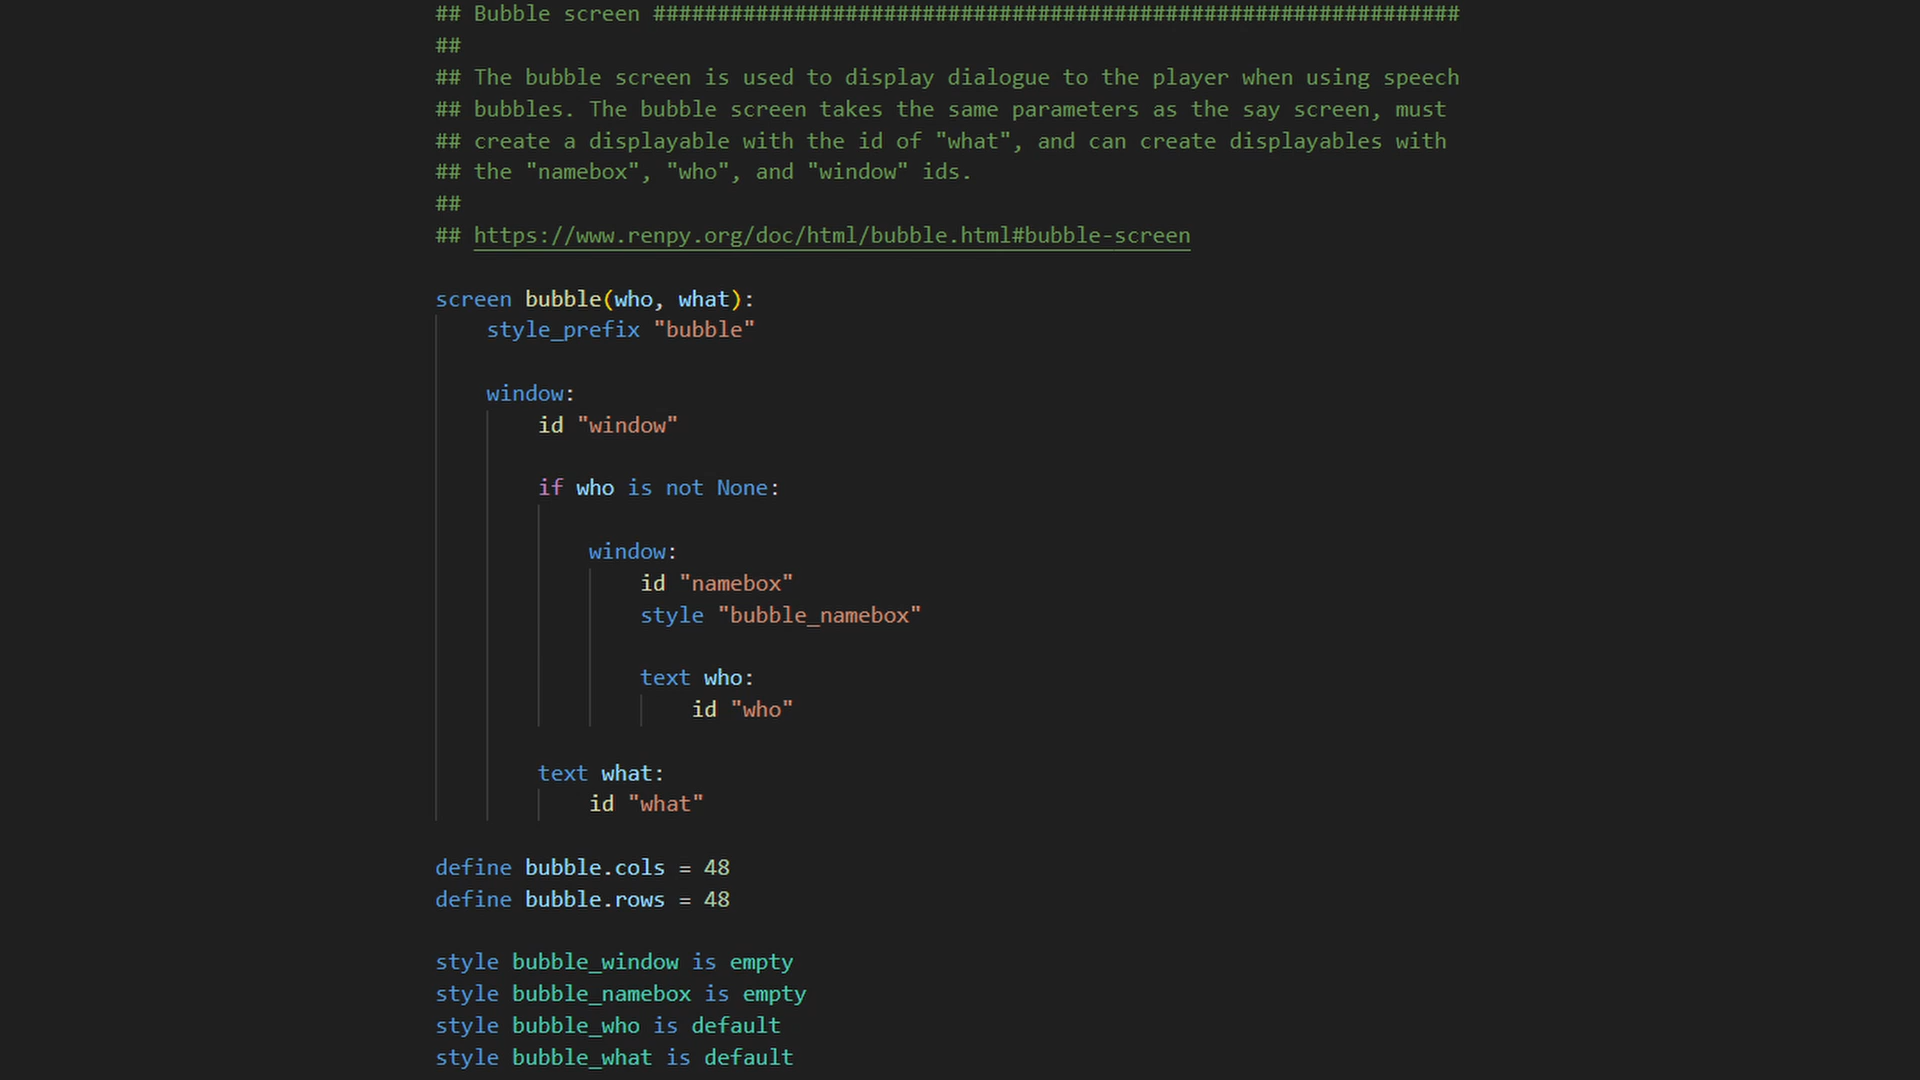 ## Bubble screen ###############################################################
##
## The bubble screen is used to display dialogue to the player when using speech
## bubbles. The bubble screen takes the same parameters as the say screen, must
## create a displayable with the id of "what", and can create displayables with
## the "namebox", "who", and "window" ids.
##
## https://www.renpy.org/doc/html/bubble.html#bubble-screen
screen bubble(who, what):
style_prefix "bubble"
window:
id "window"
if who is not None:
window:
id "namebox"
style "bubble_namebox"
text who:
id "who"
text what:
id "what"
define bubble.cols = 48
define bubble.rows = 48
style bubble_window is empty
style bubble_namebox is empty
style bubble_who is default
style bubble_what is default